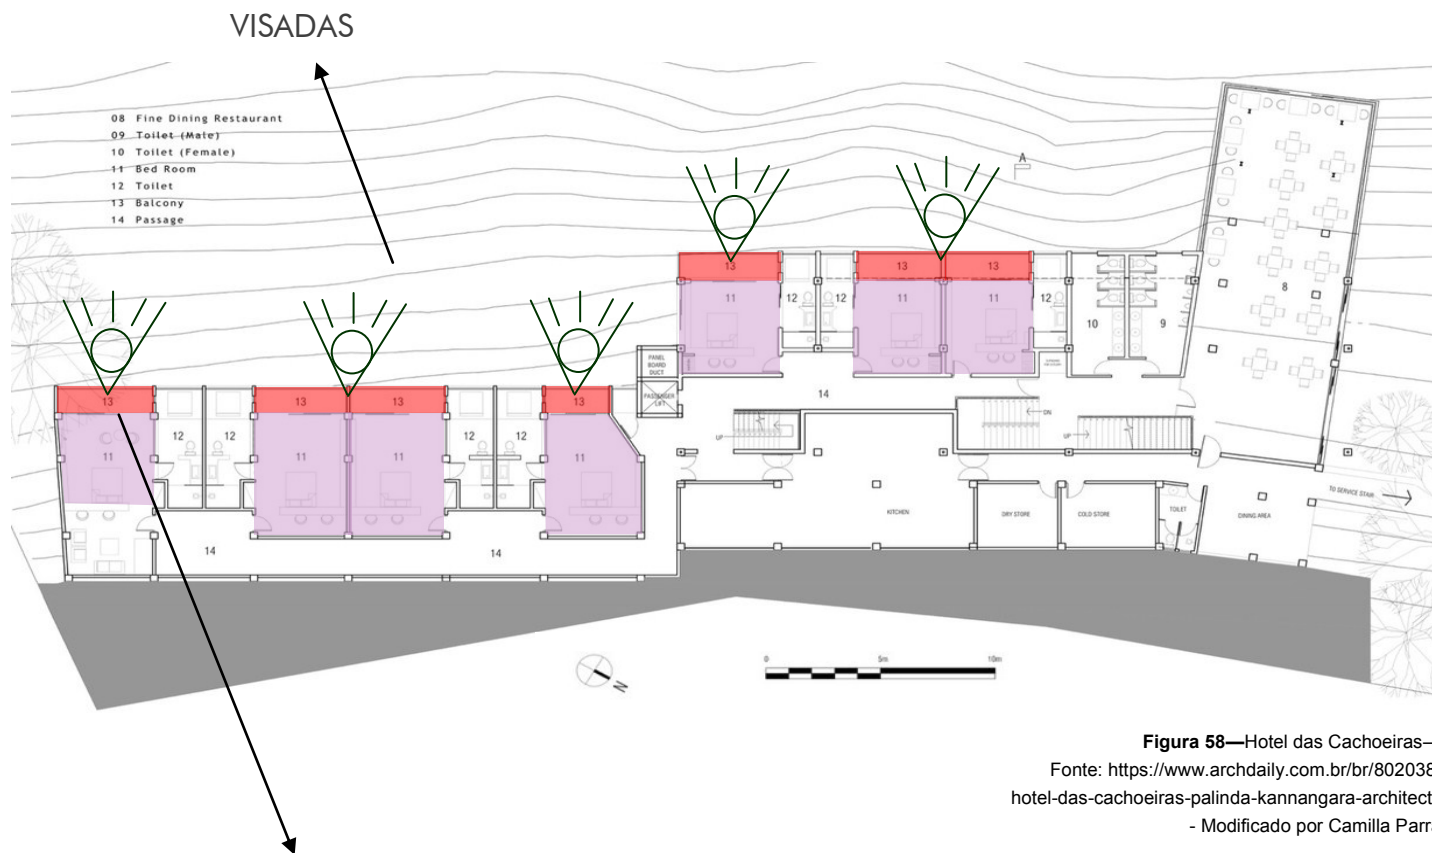 VISADAS
08 Fine Dining Restaurant
09 Toilet (Male)
10 Toilet (Female)
11 Bed Room
12 Toilet
13 Balcony
14 Passage
A
13
13
13
11
12
12
11
11
12
10
9
8
PANEL
BOARD
DUCT
PASSENGER
LIFT
14
UP
DN
UP
13
13
13
13
11
12
12
11
11
12
12
11
14
14
KITCHEN
DRY STORE
COLD STORE
TOILET
DINING AREA
TO SERVICE STAIR
N
0
5m
10m
Figura 58—Hotel das Cachoeiras–
Fonte: https://www.archdaily.com.br/br/802038
hotel-das-cachoeiras-palinda-kannangara-architect
- Modificado por Camilla Parr